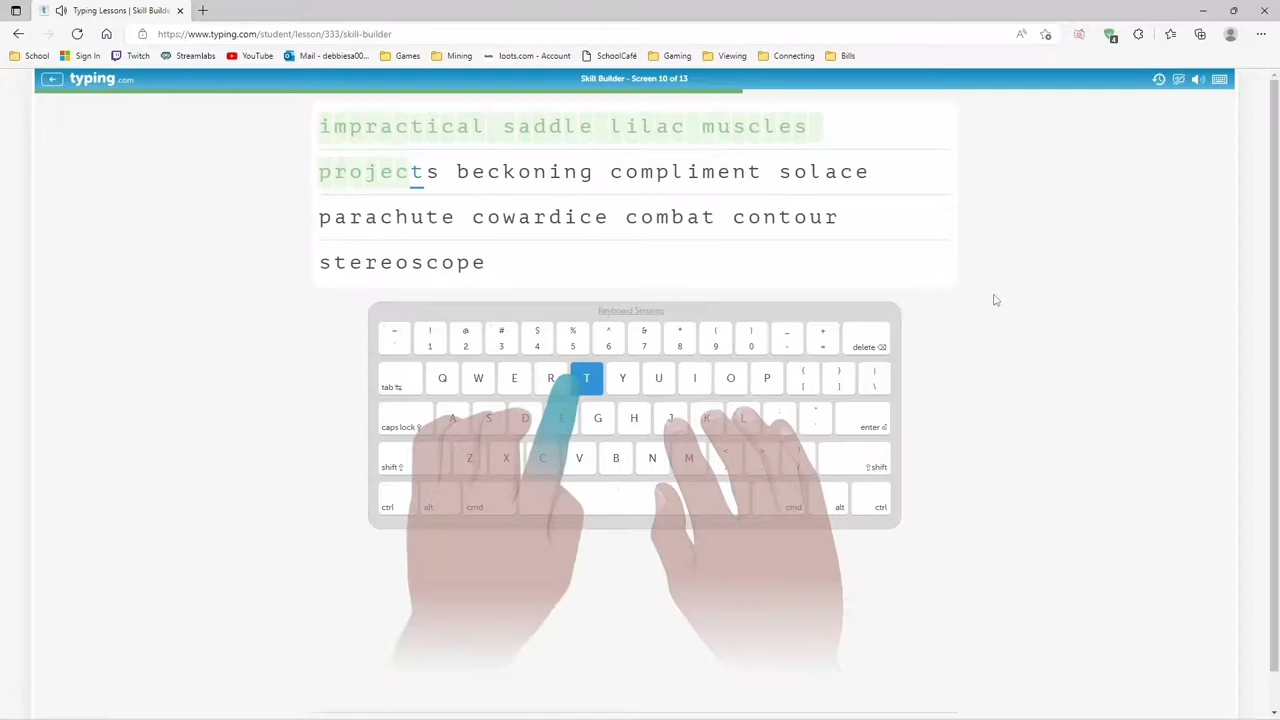 Typing Lessons | Skill Builder
https://www.typing.com/student/lesson/333/skill-builder
School Sign In Twitch Streamlabs YouTube Mail - debbiesa00... Games Mining loots.com - Account SchoolCafé Gaming Viewing Connecting Bills
typing.com Skill Builder - Screen 10 of 13
impractical saddle lilac muscles
projects beckoning compliment solace
parachute cowardice combat contour
stereoscope
Keyboard Sensons
~ ! @ # $ % ^ & * ( ) _ +
` 1 2 3 4 5 6 7 8 9 0 - = delete
tab Q W E R T Y U I O P { [ } ] | \
caps lock A S D F G H J K L : ; " ' enter
shift Z X C V B N M < > ? / shift
ctrl alt cmd cmd alt ctrl